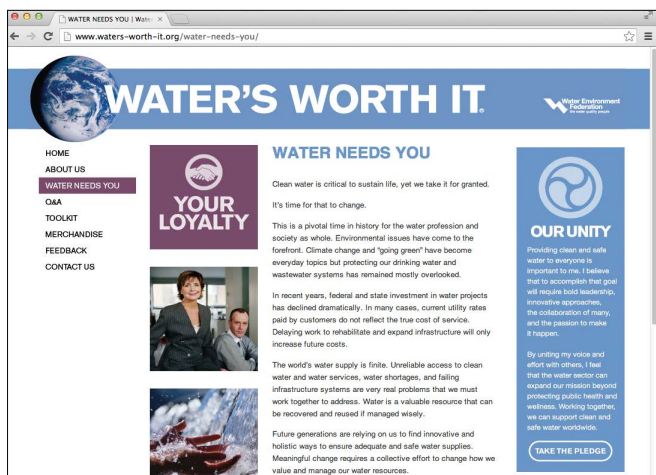 WATER NEEDS YOU | Water
www.waters-worth-it.org/water-needs-you/
WATER'S WORTH IT.
Water Environment
Federation
the water quality people
HOME
ABOUT US
WATER NEEDS YOU
Q&A
TOOLKIT
MERCHANDISE
FEEDBACK
CONTACT US
YOUR
LOYALTY
WATER NEEDS YOU
Clean water is critical to sustain life, yet we take it for granted.
It's time for that to change.
This is a pivotal time in history for the water profession and
society as whole. Environmental issues have come to the
forefront. Climate change and "going green" have become
everyday topics but protecting our drinking water and
wastewater systems has remained mostly overlooked.
In recent years, federal and state investment in water projects
has declined dramatically. In many cases, current utility rates
paid by customers do not reflect the true cost of service.
Delaying work to rehabilitate and expand infrastructure will only
increase future costs.
The world's water supply is finite. Unreliable access to clean
water and water services, water shortages, and failing
infrastructure systems are very real problems that we must
work together to address. Water is a valuable resource that can
be recovered and reused if managed wisely.
Future generations are relying on us to find innovative and
holistic ways to ensure adequate and safe water supplies.
Meaningful change requires a collective effort to change how we
value and manage our water resources.
OUR UNITY
Providing clean and safe
water to everyone is
important to me. I believe
that to accomplish that goal
will require bold leadership,
innovative approaches,
the collaboration of many,
and the passion to make
it happen.
By uniting my voice and
effort with others, I feel
that the water sector can
expand our mission beyond
protecting public health and
wellness. Working together,
we can support clean and
safe water worldwide.
TAKE THE PLEDGE